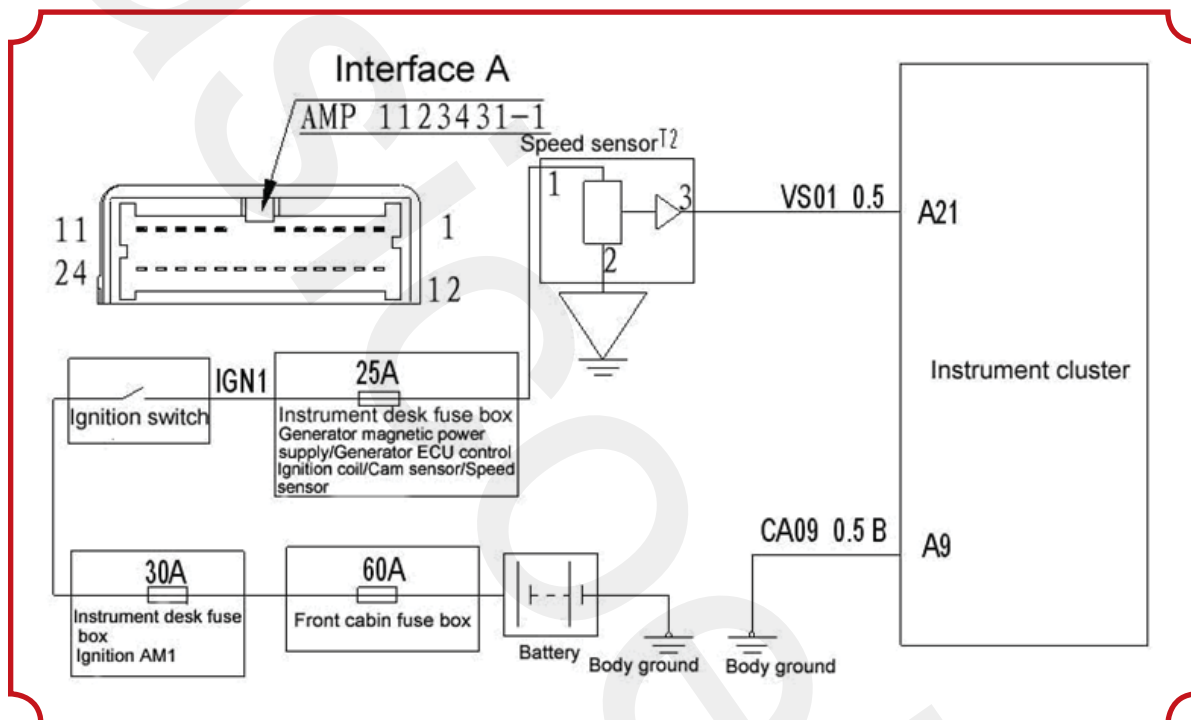 Interface A
AMP 1123431-1
Speed sensor T2
1
3
2
VS01 0.5
A21
11
1
24
12
Instrument cluster
Ignition switch
IGN1
25A
Instrument desk fuse box
Generator magnetic power
supply/Generator ECU control
Ignition coil/Cam sensor/Speed
sensor
CA09 0.5 B
A9
30A
Instrument desk fuse
box
Ignition AM1
60A
Front cabin fuse box
Battery
Body ground
Body ground